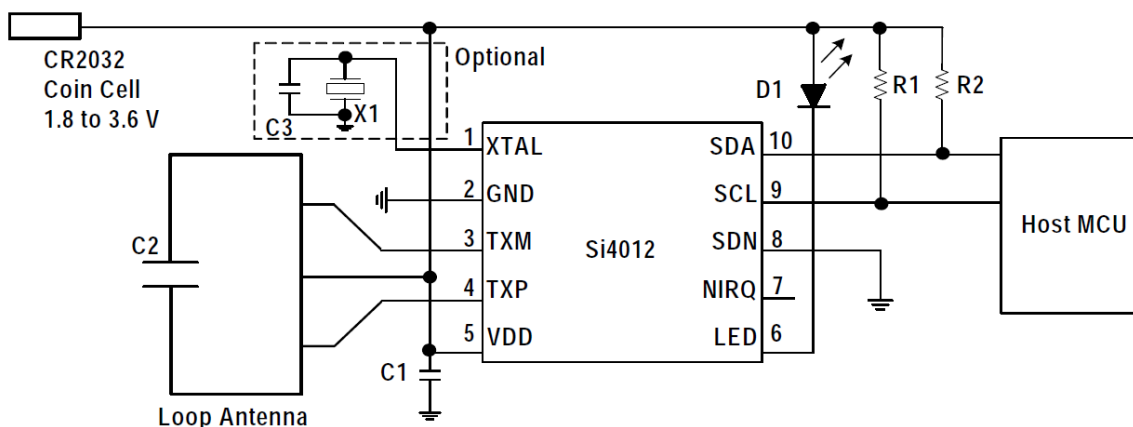 CR2032
Coin Cell
1.8 to 3.6 V
Optional
C3
X1
D1
R1
R2
1
XTAL
SDA
10
2
GND
SCL
9
Host MCU
C2
3
TXM
Si4012
SDN
8
4
TXP
NIRQ
7
5
VDD
LED
6
C1
Loop Antenna